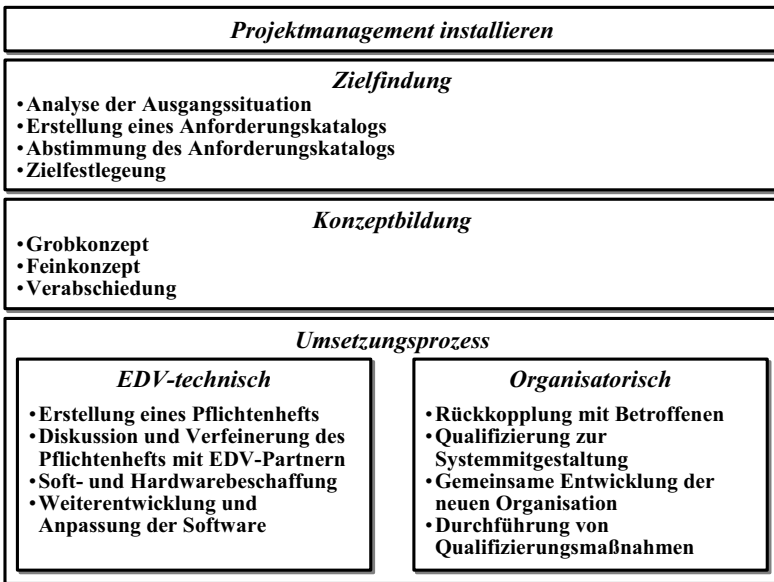 Projektmanagement installieren
Zielfindung
•Analyse der Ausgangssituation
•Erstellung eines Anforderungskatalogs
•Abstimmung des Anforderungskatalogs
•Zielfestlegeung
Konzeptbildung
•Grobkonzept
•Feinkonzept
•Verabschiedung
Umsetzungsprozess
EDV-technisch
•Erstellung eines Pflichtenhefts
•Diskussion und Verfeinerung des
Pflichtenhefts mit EDV-Partnern
•Soft- und Hardwarebeschaffung
•Weiterentwicklung und
Anpassung der Software
Organisatorisch
•Rückkopplung mit Betroffenen
•Qualifizierung zur
Systemmitgestaltung
•Gemeinsame Entwicklung der
neuen Organisation
•Durchführung von
Qualifizierungsmaßnahmen